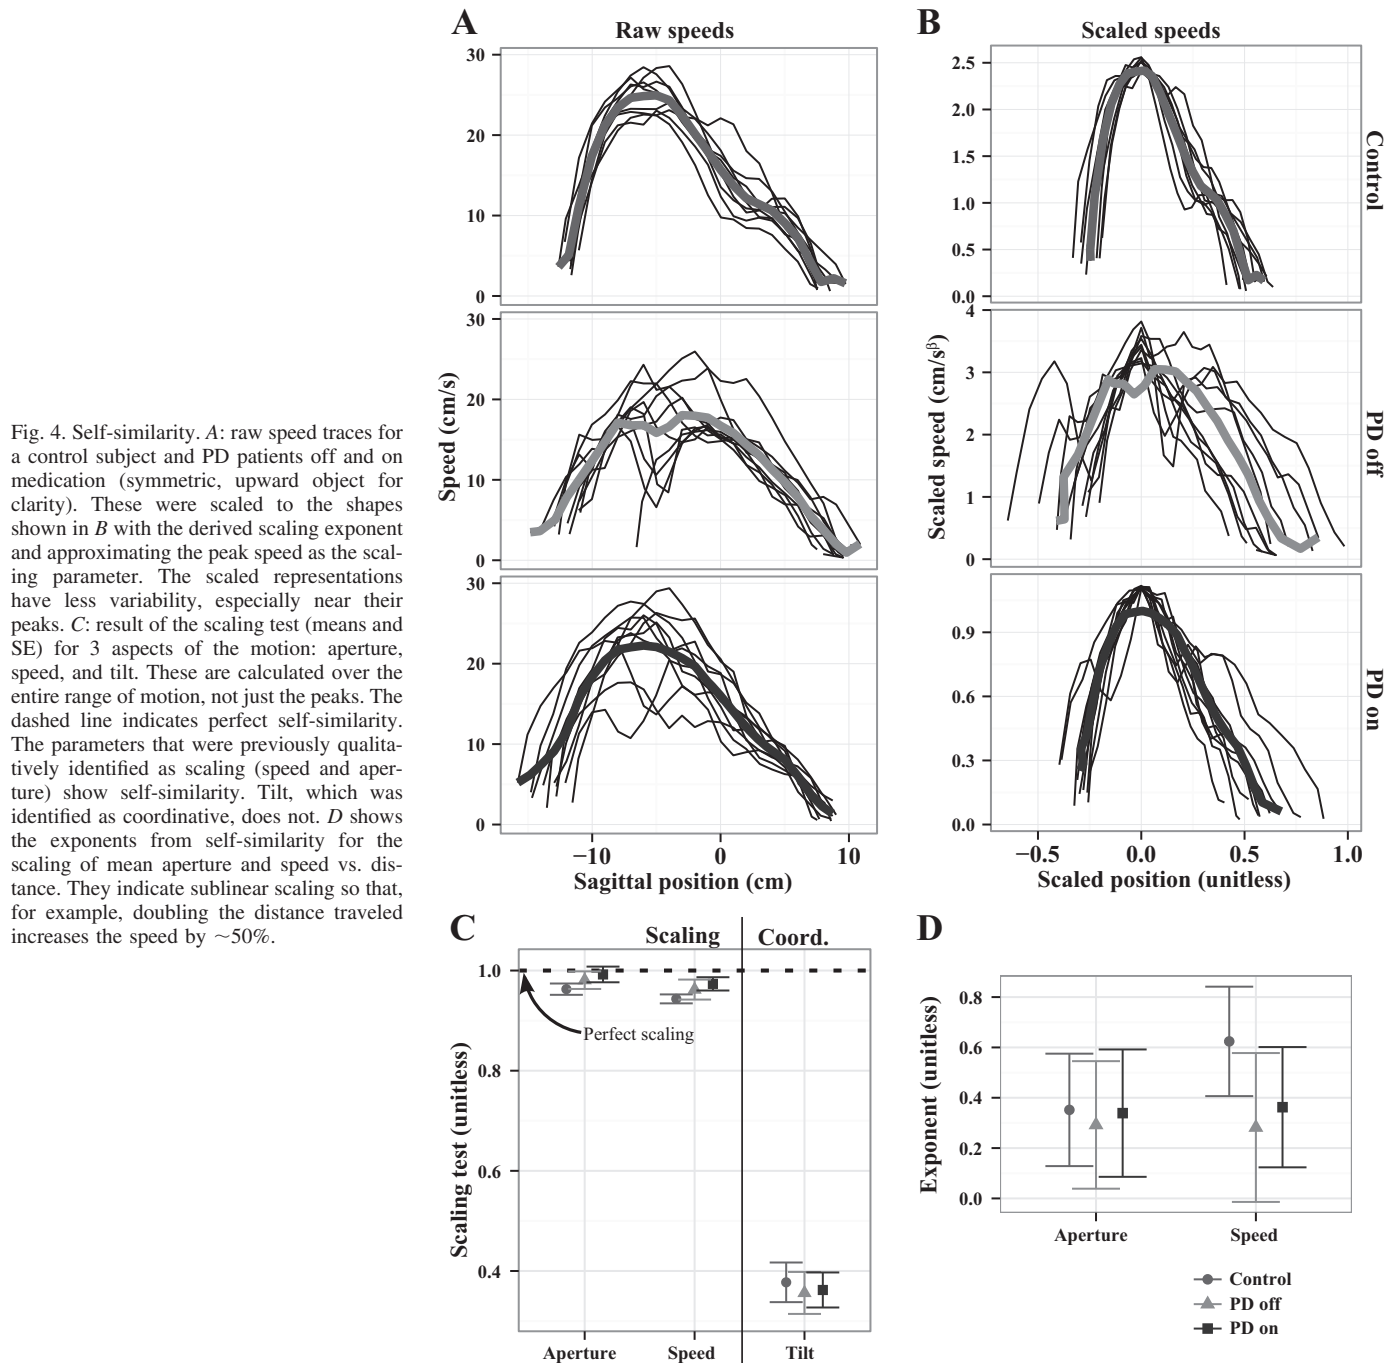 A
Raw speeds
B
Scaled speeds
30
20
10
0
30
20
10
0
30
20
10
0
Speed (cm/s)
−10
0
10
Sagittal position (cm)
2.5
2.0
1.5
1.0
0.5
0.0
4
3
2
1
0
0.9
0.6
0.3
0.0
Scaled speed (cm/s^β)
−0.5
0.0
0.5
1.0
Scaled position (unitless)
Control
PD off
PD on
Fig. 4. Self-similarity. A: raw speed traces for
a control subject and PD patients off and on
medication (symmetric, upward object for
clarity). These were scaled to the shapes
shown in B with the derived scaling exponent
and approximating the peak speed as the scal-
ing parameter. The scaled representations
have less variability, especially near their
peaks. C: result of the scaling test (means and
SE) for 3 aspects of the motion: aperture,
speed, and tilt. These are calculated over the
entire range of motion, not just the peaks. The
dashed line indicates perfect self-similarity.
The parameters that were previously qualita-
tively identified as scaling (speed and aper-
ture) show self-similarity. Tilt, which was
identified as coordinative, does not. D shows
the exponents from self-similarity for the
scaling of mean aperture and speed vs. dis-
tance. They indicate sublinear scaling so that,
for example, doubling the distance traveled
increases the speed by ~50%.
C
Scaling
Coord.
1.0
0.8
0.6
0.4
Scaling test (unitless)
Perfect scaling
Aperture
Speed
Tilt
D
0.8
0.6
0.4
0.2
0.0
Exponent (unitless)
Aperture
Speed
Control
PD off
PD on